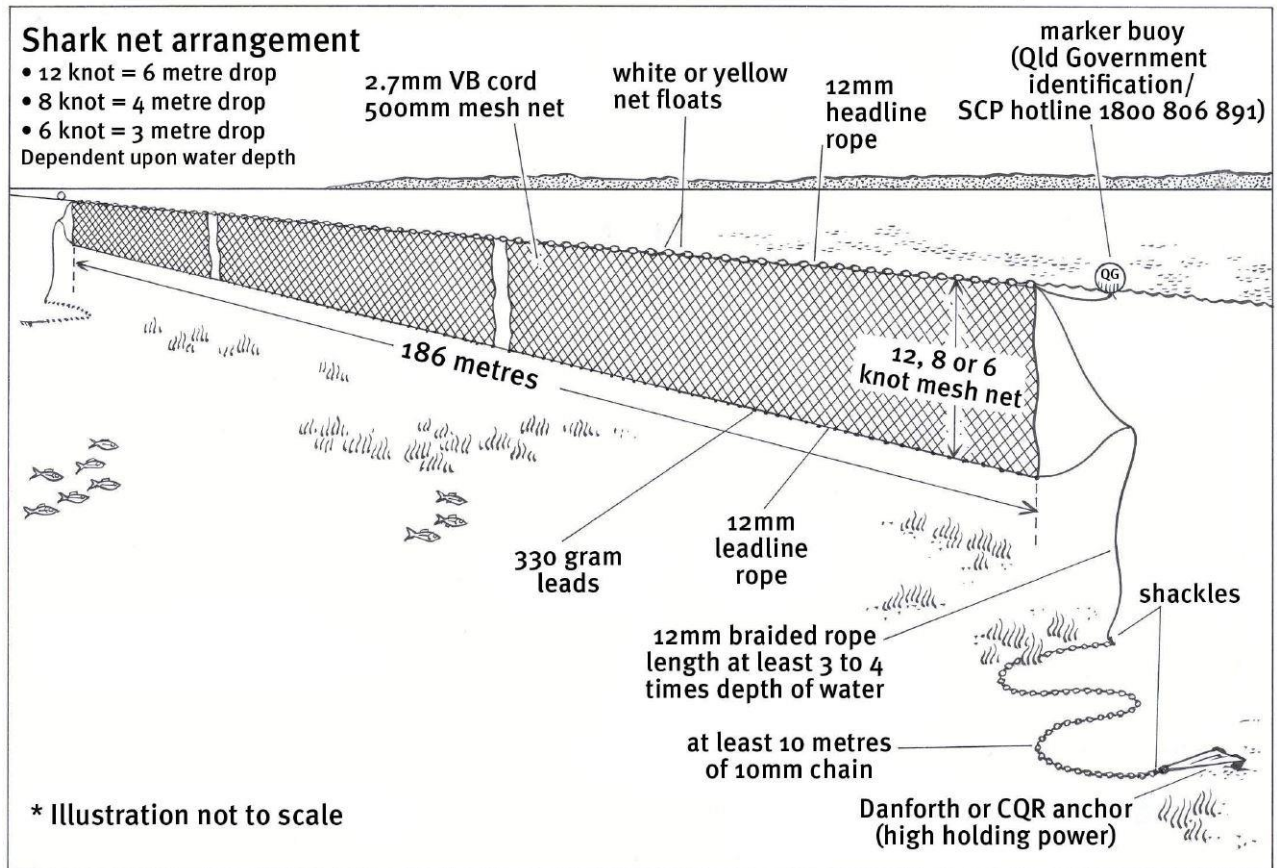 Shark net arrangement
• 12 knot = 6 metre drop
• 8 knot = 4 metre drop
• 6 knot = 3 metre drop
Dependent upon water depth
2.7mm VB cord
500mm mesh net
white or yellow
net floats
12mm
headline
rope
marker buoy
(Qld Government
identification/
SCP hotline 1800 806 891)
QG
186 metres
12, 8 or 6
knot mesh net
330 gram
leads
12mm
leadline
rope
12mm braided rope
length at least 3 to 4
times depth of water
shackles
at least 10 metres
of 10mm chain
Danforth or CQR anchor
(high holding power)
* Illustration not to scale